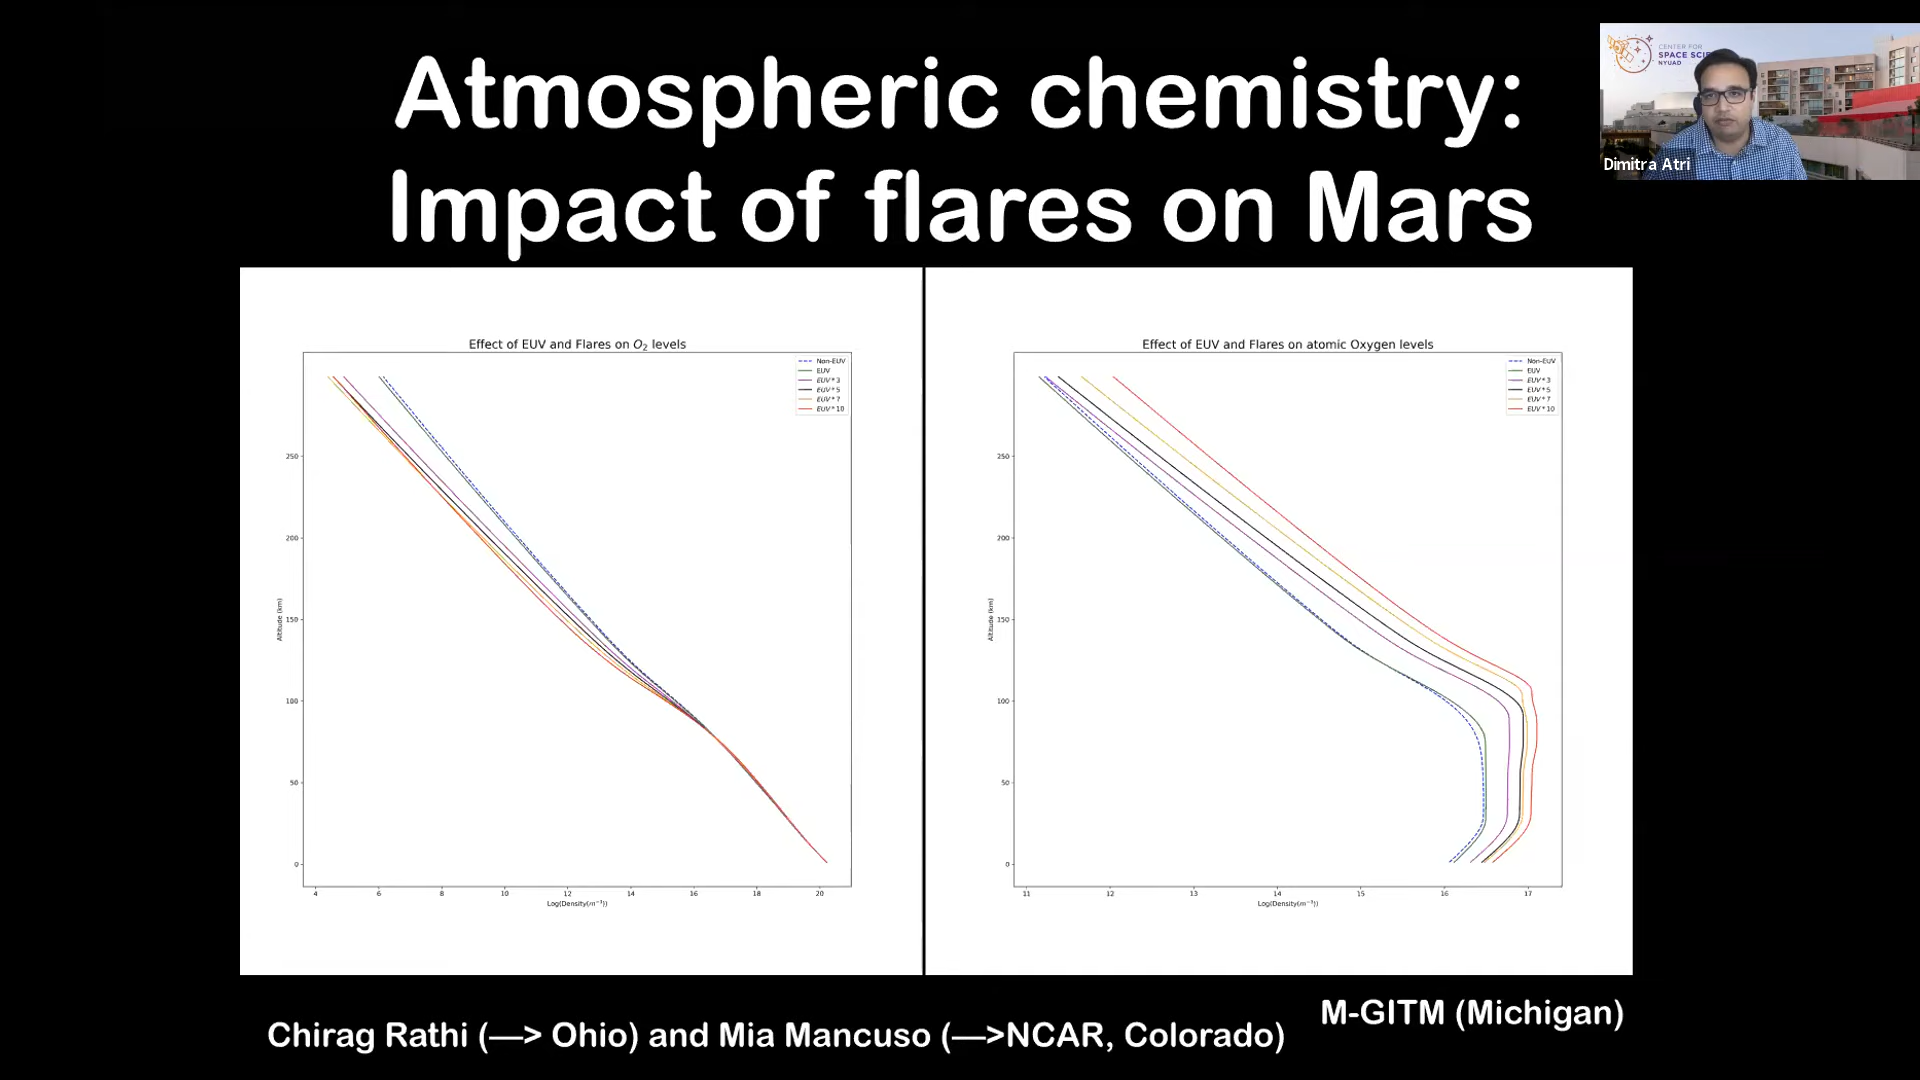 Atmospheric chemistry:
Impact of flares on Mars
CENTER FOR
SPACE SCI
NYUAD
Dimitra Atri
Effect of EUV and Flares on O₂ levels
Non-EUV
EUV
EUV * 3
EUV * 5
EUV * 7
EUV * 10
250
200
150
100
50
0
Altitude (km)
4 6 8 10 12 14 16 18 20
Log(Density(m⁻³))
Effect of EUV and Flares on atomic Oxygen levels
Non-EUV
EUV
EUV * 3
EUV * 5
EUV * 7
EUV * 10
250
200
150
100
50
0
Altitude (km)
11 12 13 14 15 16 17
Log(Density(m⁻³))
M-GITM (Michigan)
Chirag Rathi (—> Ohio) and Mia Mancuso (—>NCAR, Colorado)